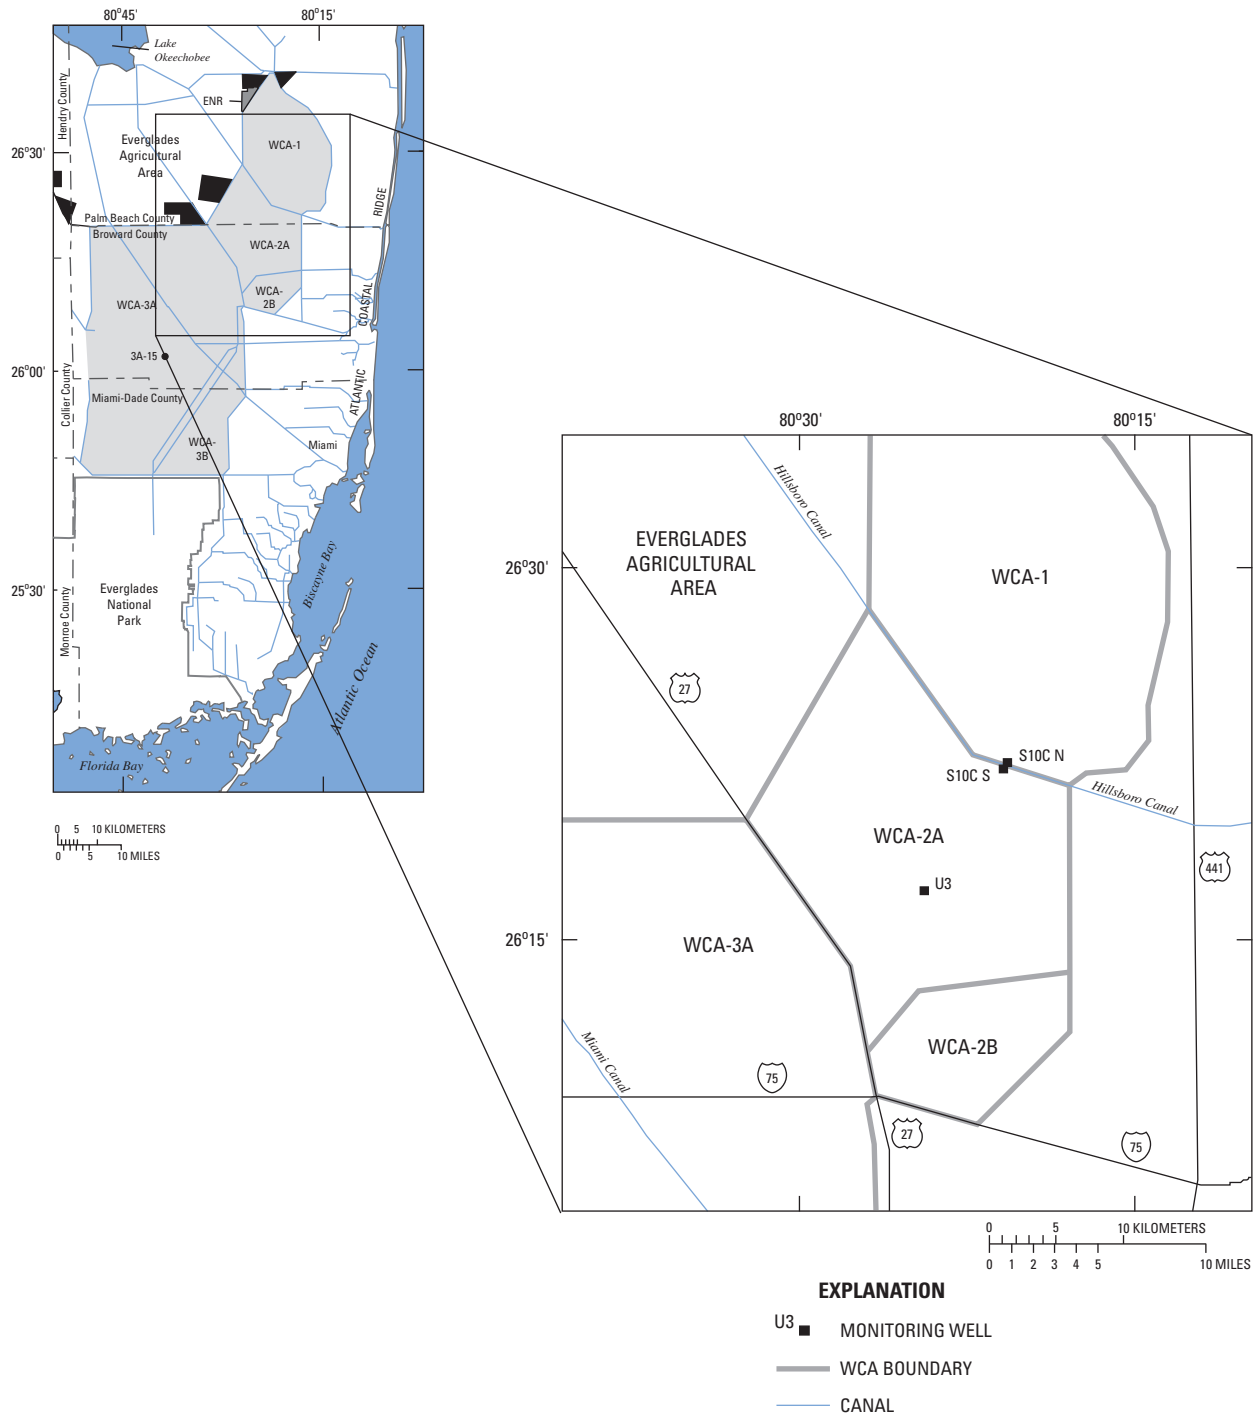 80°45'
80°15'
Lake
Okeechobee
Hendry County
ENR
WCA-1
Everglades
Agricultural
Area
26°30'
RIDGE
Palm Beach County
Broward County
WCA-2A
WCA-
2B
WCA-3A
COASTAL
3A-15
26°00'
Collier County
Miami-Dade County
ATLANTIC
WCA-
3B
Miami
Biscayne Bay
25°30'
Everglades
National
Park
Monroe County
Atlantic Ocean
Florida Bay
0 5 10 KILOMETERS
0 5 10 MILES
80°30'
80°15'
Hillsboro Canal
EVERGLADES
AGRICULTURAL
AREA
26°30'
WCA-1
27
S10C N
S10C S
Hillsboro Canal
WCA-2A
441
U3
26°15'
WCA-3A
WCA-2B
Miami Canal
75
27
75
0 5 10 KILOMETERS
0 1 2 3 4 5 10 MILES
EXPLANATION
U3 MONITORING WELL
WCA BOUNDARY
CANAL